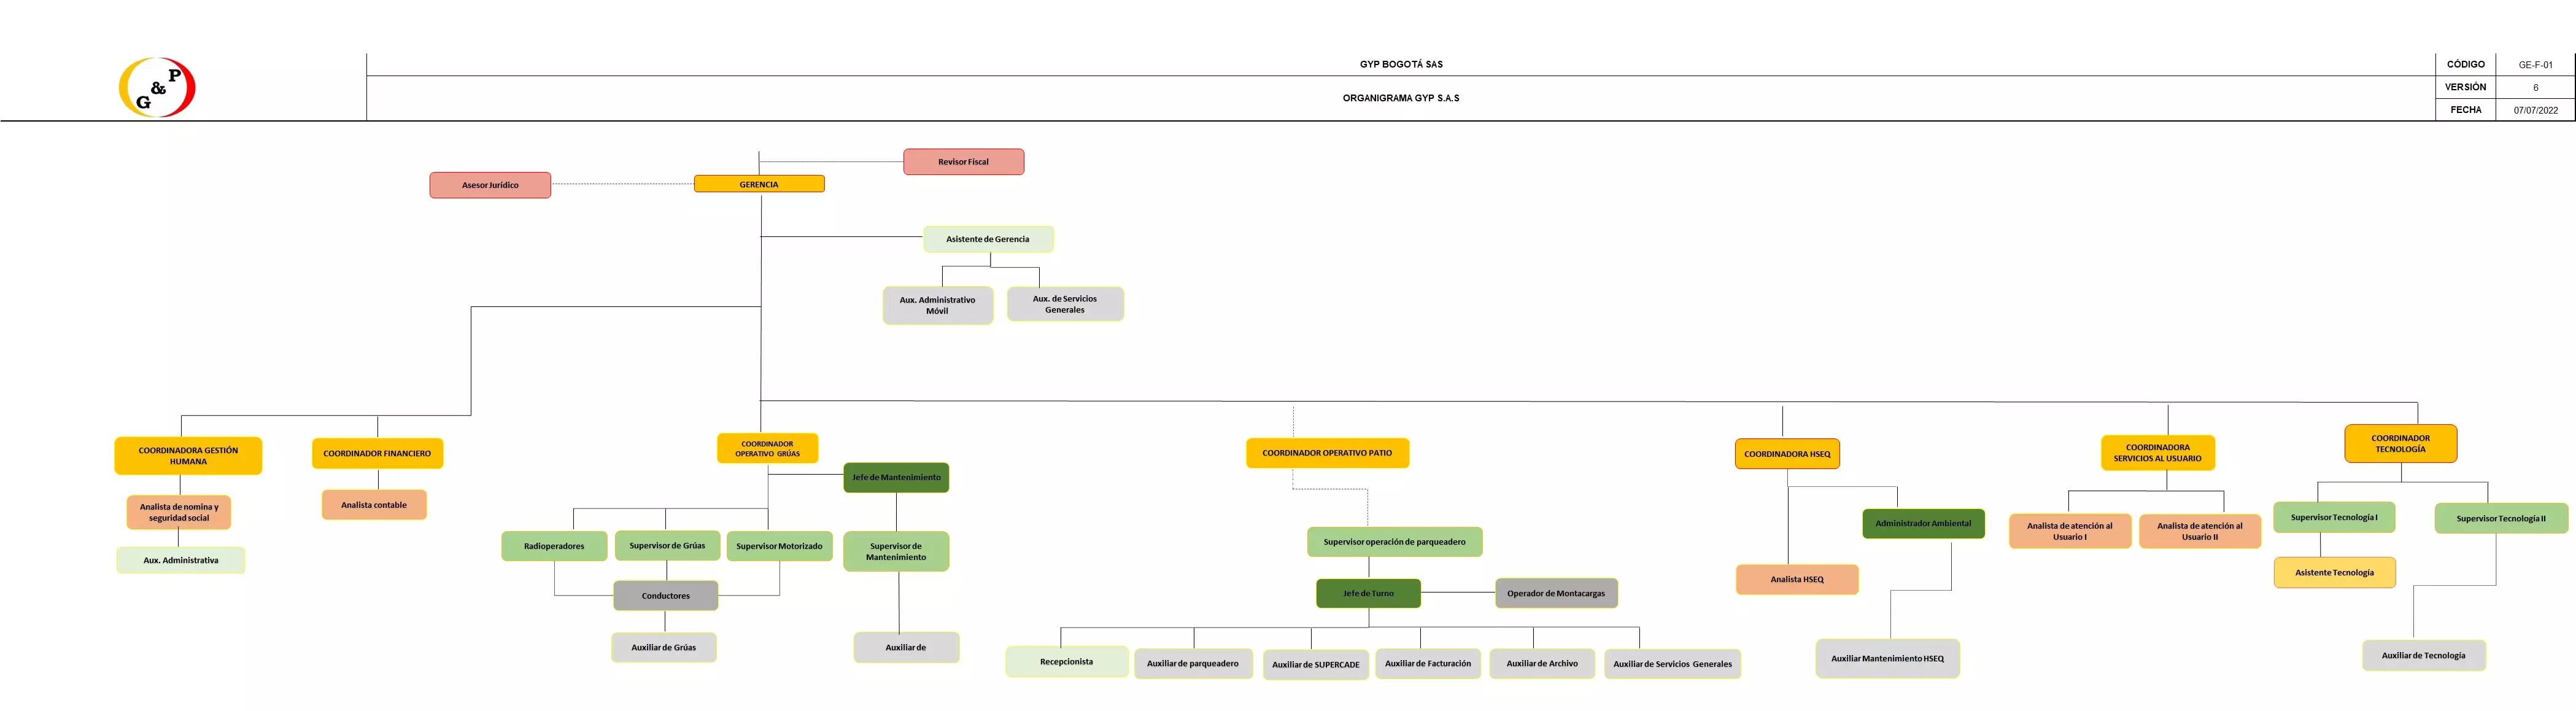 G&P
GYP BOGOTÁ SAS
ORGANIGRAMA GYP S.A.S
CÓDIGO GE-F-01
VERSIÓN 6
FECHA 07/07/2022
Revisor Fiscal
Asesor Jurídico
GERENCIA
Asistente de Gerencia
Aux. Administrativo
Móvil
Aux. de Servicios
Generales
COORDINADORA GESTIÓN
HUMANA
COORDINADOR FINANCIERO
COORDINADOR
OPERATIVO GRÚAS
COORDINADOR OPERATIVO PATIO
COORDINADORA HSEQ
COORDINADORA
SERVICIOS AL USUARIO
COORDINADOR
TECNOLOGÍA
Analista de nomina y
seguridad social
Aux. Administrativa
Analista contable
Jefe de Mantenimiento
Radioperadores
Supervisor de Grúas
Supervisor Motorizado
Supervisor de
Mantenimiento
Conductores
Auxiliar de Grúas
Auxiliar de
Supervisor operación de parqueadero
Jefe de Turno
Operador de Montacargas
Recepcionista
Auxiliar de parqueadero
Auxiliar de SUPERCADE
Auxiliar de Facturación
Auxiliar de Archivo
Auxiliar de Servicios Generales
Administrador Ambiental
Analista HSEQ
Auxiliar Mantenimiento HSEQ
Analista de atención al
Usuario I
Analista de atención al
Usuario II
Supervisor Tecnología I
Supervisor Tecnología II
Asistente Tecnología
Auxiliar de Tecnología